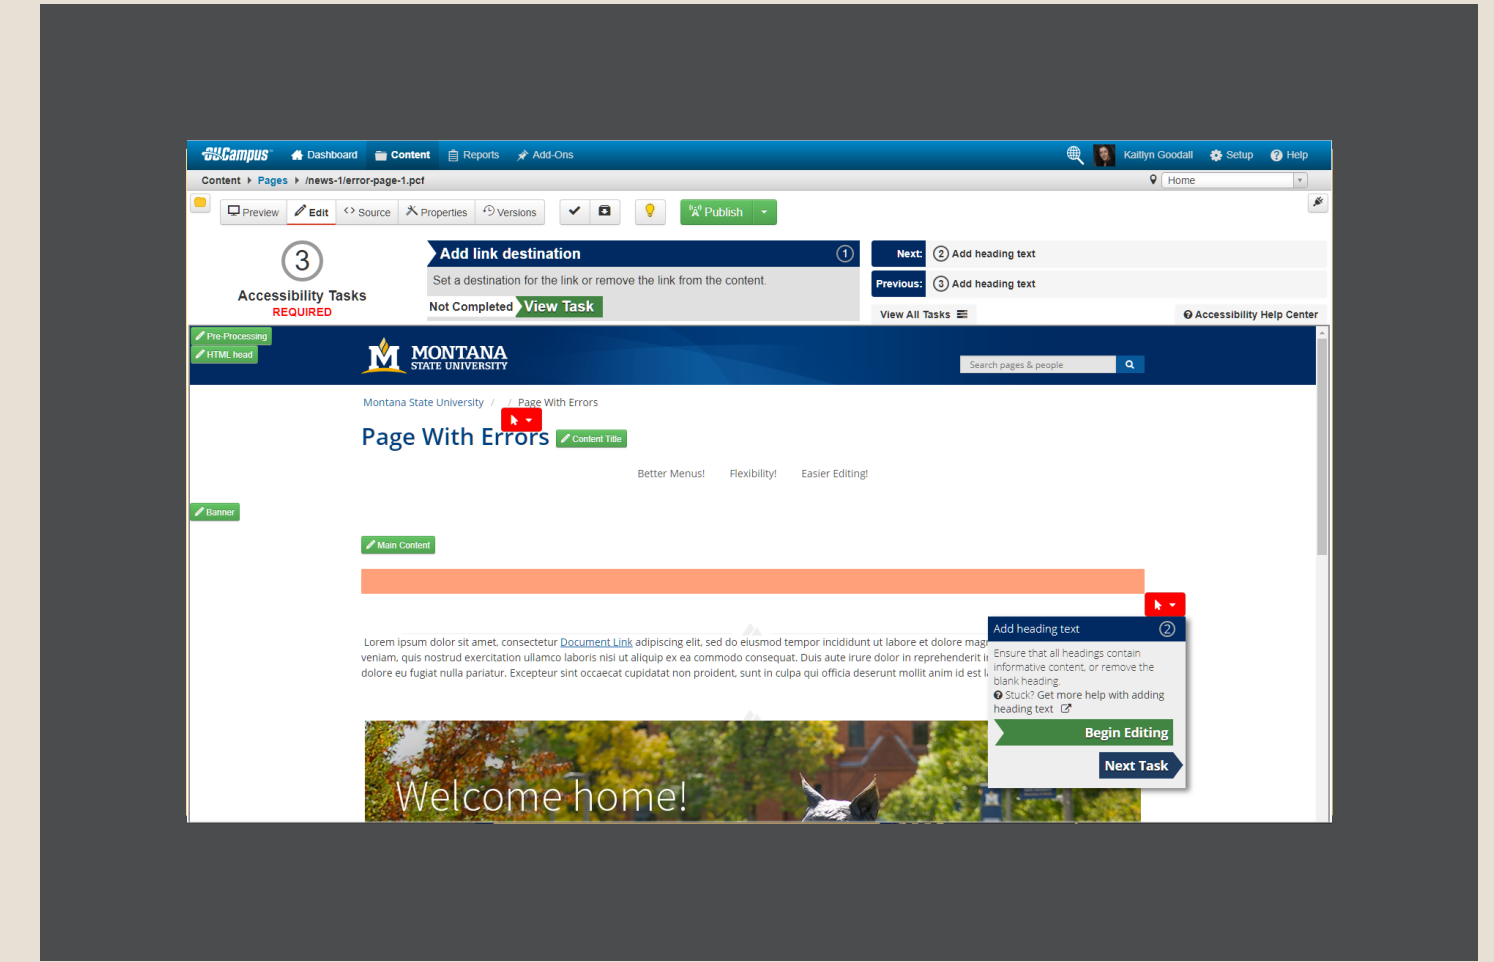 OU Campus Dashboard Content Reports Add-Ons Kaitlyn Goodall Setup Help
Content Pages /news-1/error-page-1.pcf Home
Preview Edit Source Properties Versions Publish
3
Accessibility Tasks
REQUIRED
Add link destination 1
Set a destination for the link or remove the link from the content.
Not Completed View Task
Next: 2 Add heading text
Previous: 3 Add heading text
View All Tasks Accessibility Help Center
Pre-Processing
HTML head
MONTANA
STATE UNIVERSITY
Search pages & people
Montana State University / / Page With Errors
Page With Errors Content Title
Better Menus! Flexibility! Easier Editing!
Banner
Main Content
Lorem ipsum dolor sit amet, consectetur Document Link adipiscing elit, sed do eiusmod tempor incididunt ut labore et dolore
veniam, quis nostrud exercitation ullamco laboris nisi ut aliquip ex ea commodo consequat. Duis aute irure dolor in reprehenderit
dolore eu fugiat nulla pariatur. Excepteur sint occaecat cupidatat non proident, sunt in culpa qui officia deserunt mollit anim id est
Add heading text 2
Ensure that all headings contain
informative content, or remove the
blank heading.
Stuck? Get more help with adding
heading text
Begin Editing
Next Task
Welcome home!